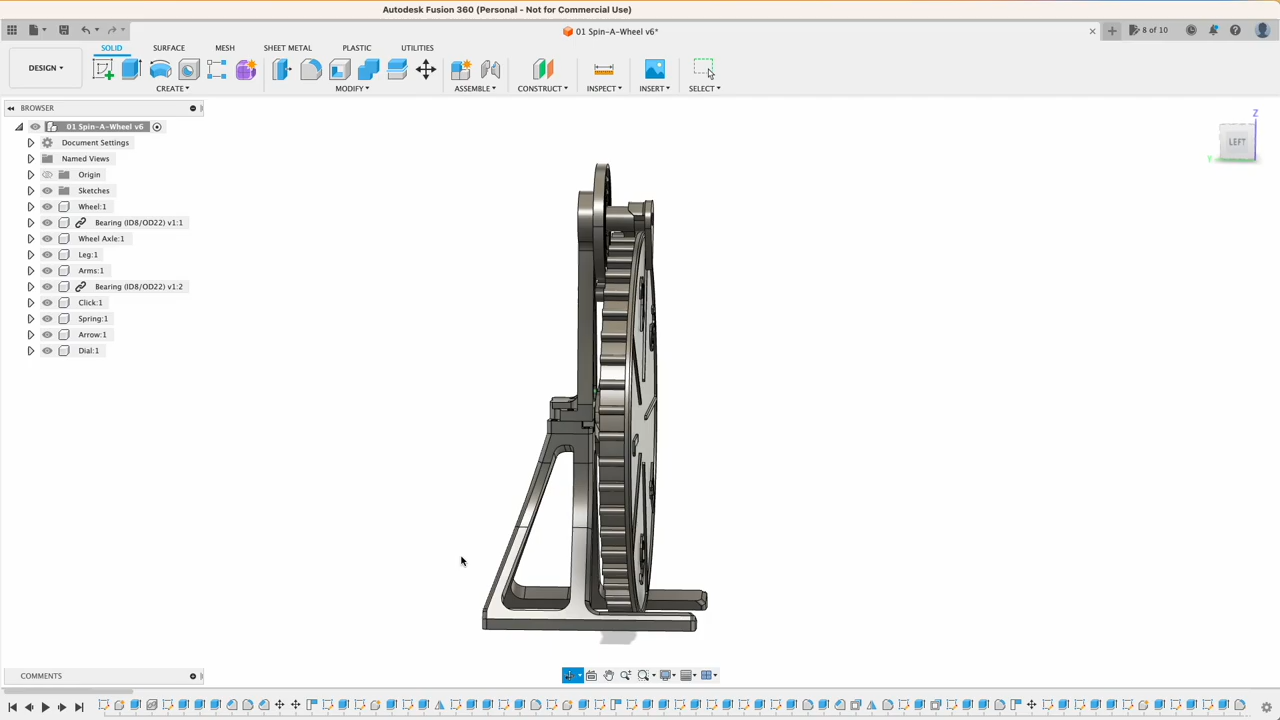 Autodesk Fusion 360 (Personal - Not for Commercial Use)
01 Spin-A-Wheel v6*
8 of 10
DESIGN
SOLID
SURFACE
MESH
SHEET METAL
PLASTIC
UTILITIES
CREATE
MODIFY
ASSEMBLE
CONSTRUCT
INSPECT
INSERT
SELECT
BROWSER
01 Spin-A-Wheel v6
Document Settings
Named Views
Origin
Sketches
Wheel:1
Bearing (ID8/OD22) v1:1
Wheel Axle:1
Leg:1
Arms:1
Bearing (ID8/OD22) v1:2
Click:1
Spring:1
Arrow:1
Dial:1
Z
LEFT
Y
COMMENTS